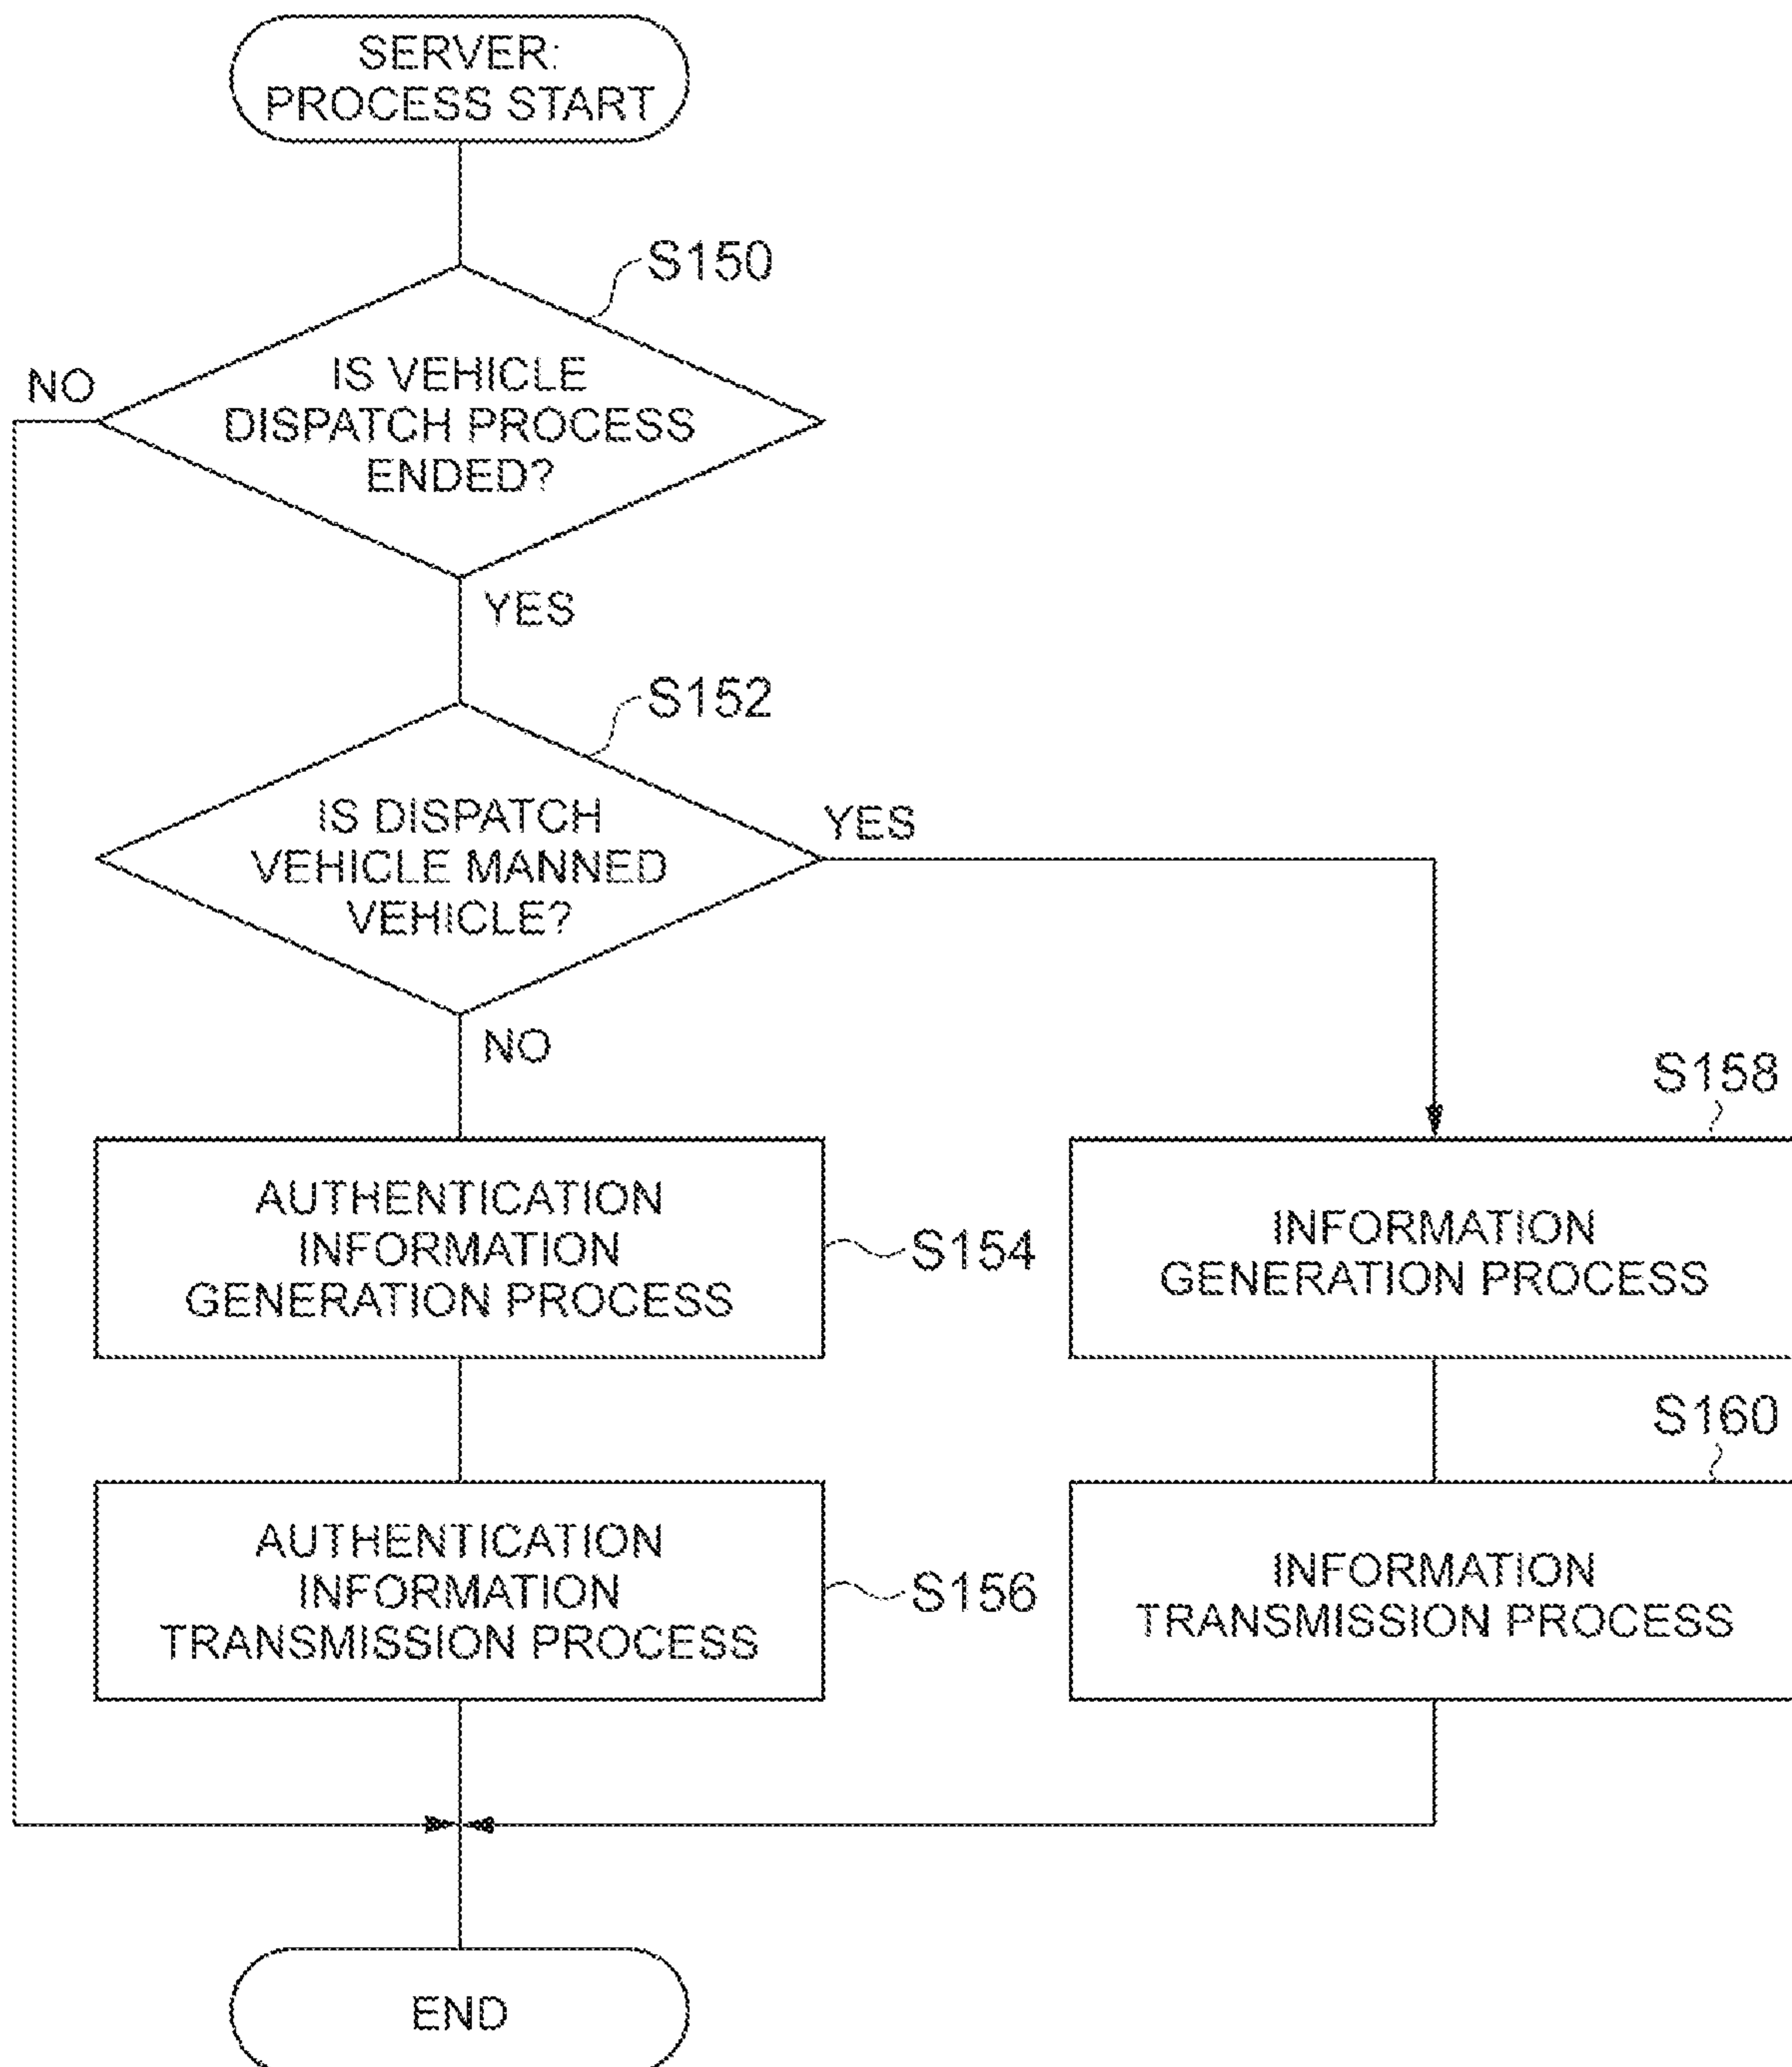 SERVER:
PROCESS START
S150
NO
IS VEHICLE
DISPATCH PROCESS
ENDED?
YES
S152
IS DISPATCH
VEHICLE MANNED
VEHICLE?
YES
NO
S158
AUTHENTICATION
INFORMATION
GENERATION PROCESS
S154
INFORMATION
GENERATION PROCESS
S160
AUTHENTICATION
INFORMATION
TRANSMISSION PROCESS
S156
INFORMATION
TRANSMISSION PROCESS
END